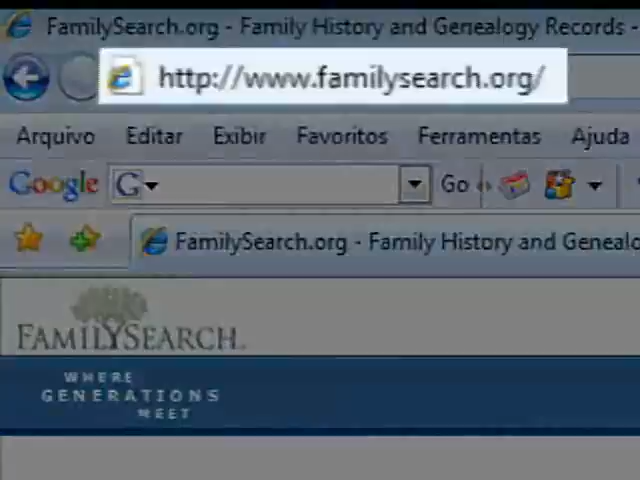 FamilySearch.org - Family History and Genealogy Records -
http://www.familysearch.org/
Arquivo Editar Exibir Favoritos Ferramentas Ajuda
Google G Go
FamilySearch.org - Family History and Genealo
FAMILYSEARCH.
WHERE
GENERATIONS
MEET